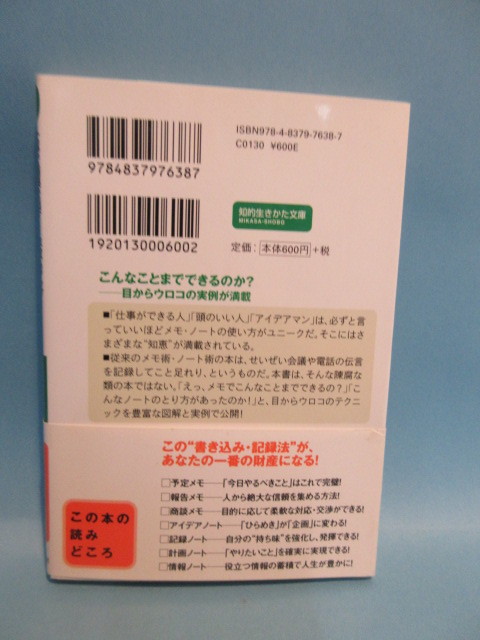 ISBN978-4-8379-7638-7
C0130 ¥600E
9784837976387
1920130006002
知的生きかた文庫
MIKASA-SHOBO
定価:本体600円+税
こんなことまでできるのか?
――目からウロコの実例が満載
■「仕事ができる人」「頭のいい人」「アイデアマン」は、必ずと言
っていいほどメモ・ノートの使い方がユニークだ。そこにはさ
まざまな“知恵”が満載されている。
■従来のメモ術・ノート術の本は、せいぜい会議や電話の伝言
を記録してこと足れり、というものだ。本書は、そんな陳腐な
類の本ではない。「えっ、メモでこんなことまでできるの?」「こ
んなノートのとり方があったのか!」と、目からウロコのテクニ
ックを豊富な図解と実例で公開!
この“書き込み・記録法”が、
あなたの一番の財産になる!
この本の
読み
どころ
□予定メモ──「今日やるべきこと」はこれで完璧!
□報告メモ──人から絶大な信頼を集める方法!
□商談メモ──目的に応じて柔軟な対応・交渉ができる!
□アイデアノート──「ひらめき」が「企画」に変わる!
□記録ノート──自分の“持ち味”を強化し、発揮できる!
□計画ノート──「やりたいこと」を確実に実現できる!
□情報ノート──役立つ情報の蓄積で人生が豊かに!